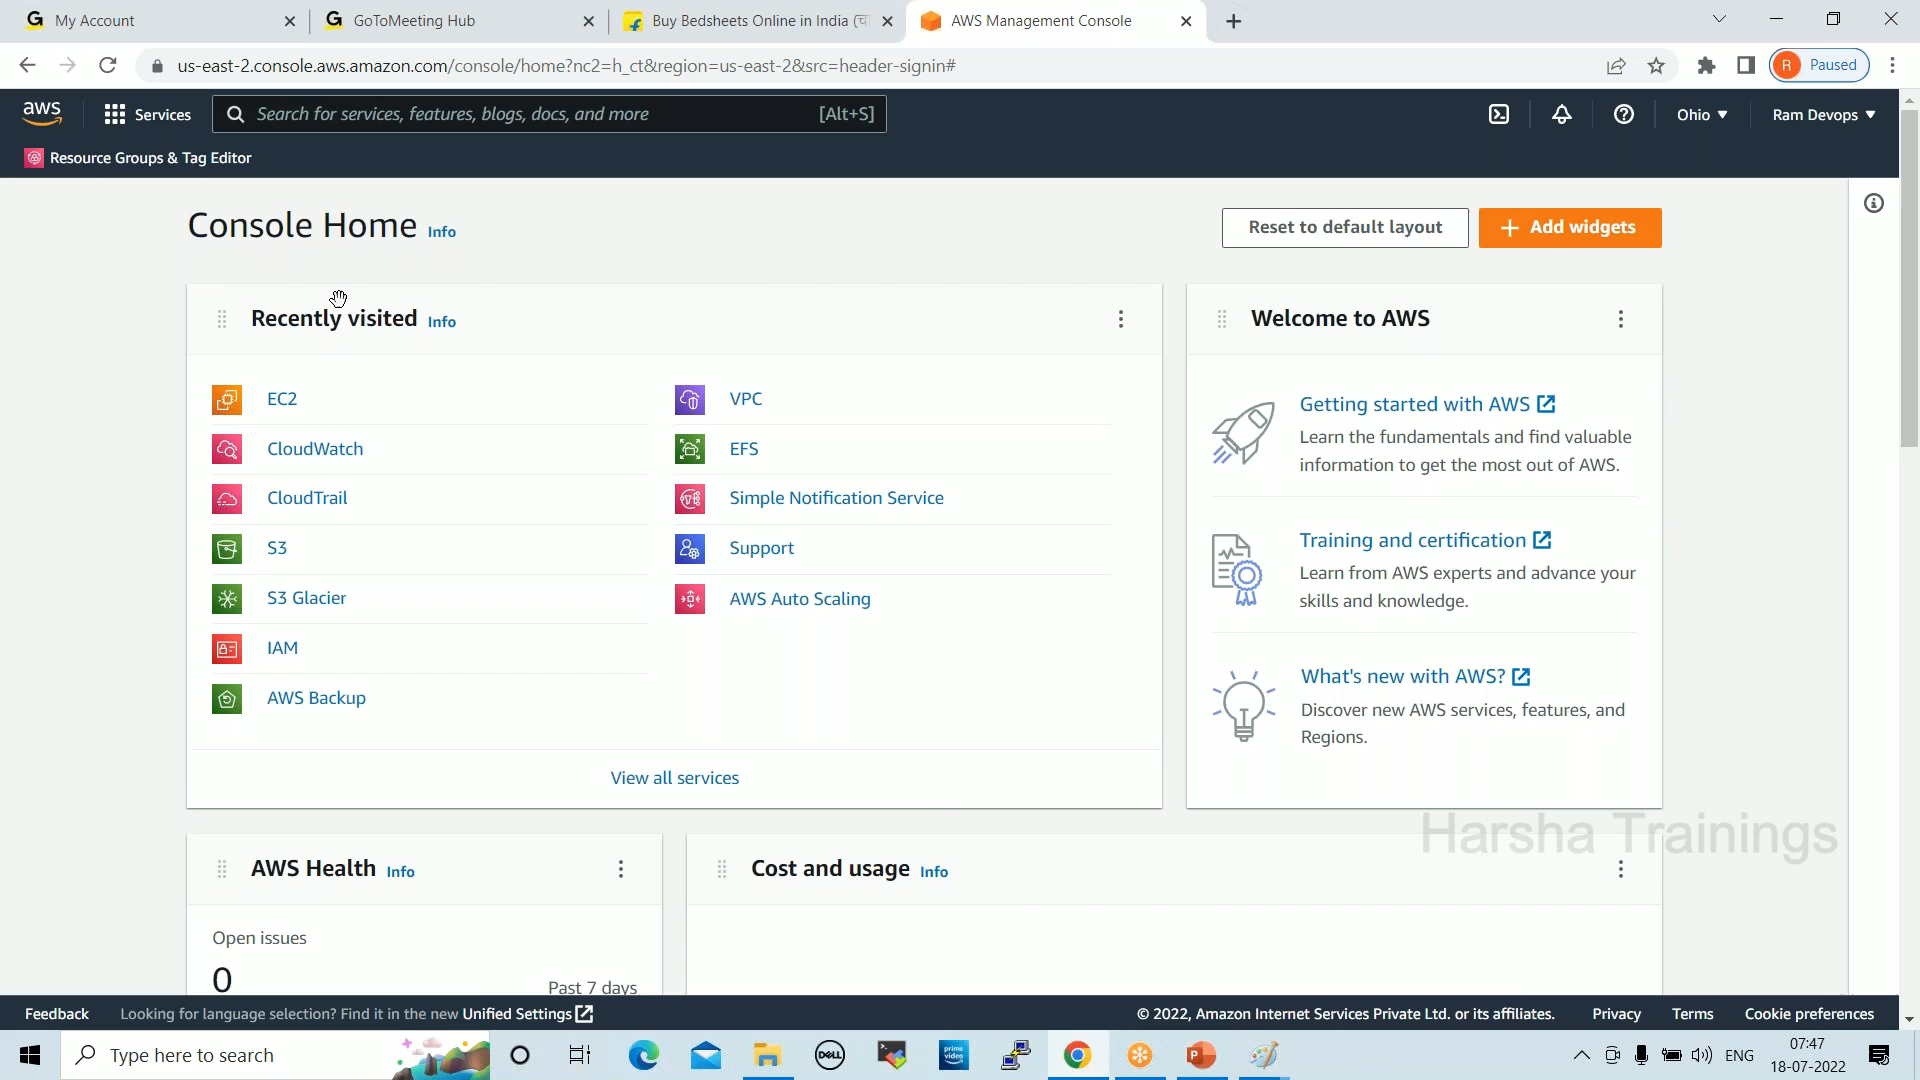 My Account
GoToMeeting Hub
Buy Bedsheets Online in India (
AWS Management Console
us-east-2.console.aws.amazon.com/console/home?nc2=h_ct&region=us-east-2&src=header-signin#
R Paused
aws
Services
Search for services, features, blogs, docs, and more [Alt+S]
Ohio
Ram Devops
Resource Groups & Tag Editor
Console Home Info
Reset to default layout
+ Add widgets
Recently visited Info
EC2
CloudWatch
CloudTrail
S3
S3 Glacier
IAM
AWS Backup
VPC
EFS
Simple Notification Service
Support
AWS Auto Scaling
View all services
Welcome to AWS
Getting started with AWS
Learn the fundamentals and find valuable
information to get the most out of AWS.
Training and certification
Learn from AWS experts and advance your
skills and knowledge.
What's new with AWS?
Discover new AWS services, features, and
Regions.
Harsha Trainings
AWS Health Info
Open issues
0
Past 7 days
Cost and usage Info
Feedback
Looking for language selection? Find it in the new Unified Settings
© 2022, Amazon Internet Services Private Ltd. or its affiliates.
Privacy
Terms
Cookie preferences
Type here to search
DELL
prime
video
ENG
07:47
18-07-2022